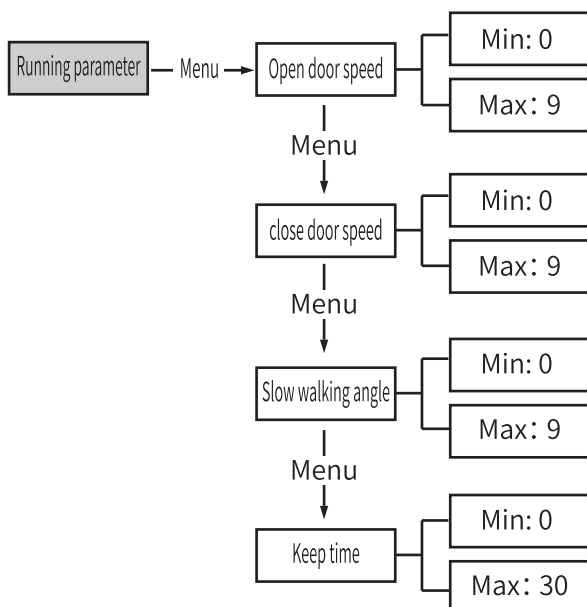 Running parameter
Menu
Open door speed
Min: 0
Max: 9
Menu
close door speed
Min: 0
Max: 9
Menu
Slow walking angle
Min: 0
Max: 9
Menu
Keep time
Min: 0
Max: 30